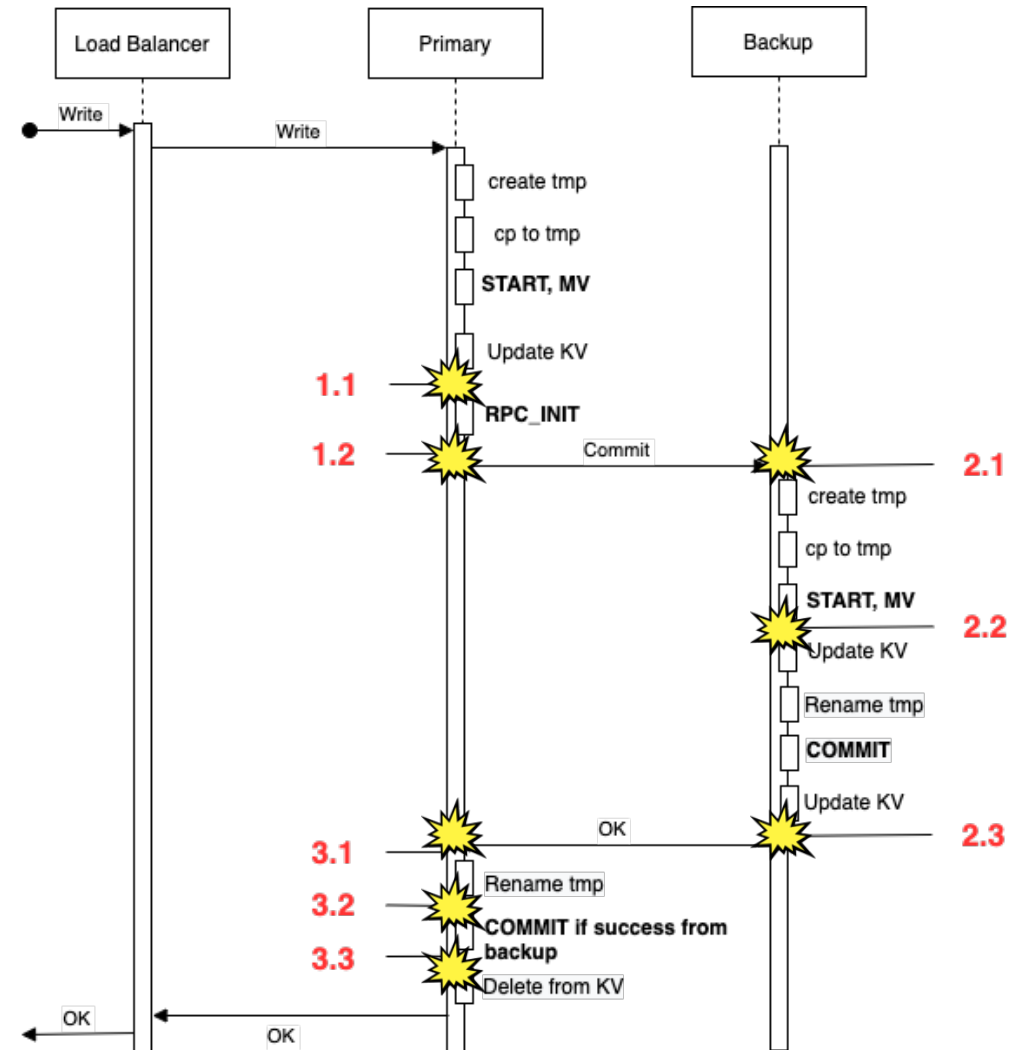 Load Balancer
Primary
Backup
Write
Write
create tmp
cp to tmp
START, MV
Update KV
1.1
RPC_INIT
1.2
Commit
2.1
create tmp
cp to tmp
START, MV
2.2
Update KV
Rename tmp
COMMIT
Update KV
OK
2.3
3.1
Rename tmp
3.2
COMMIT if success from
backup
3.3
Delete from KV
OK
OK